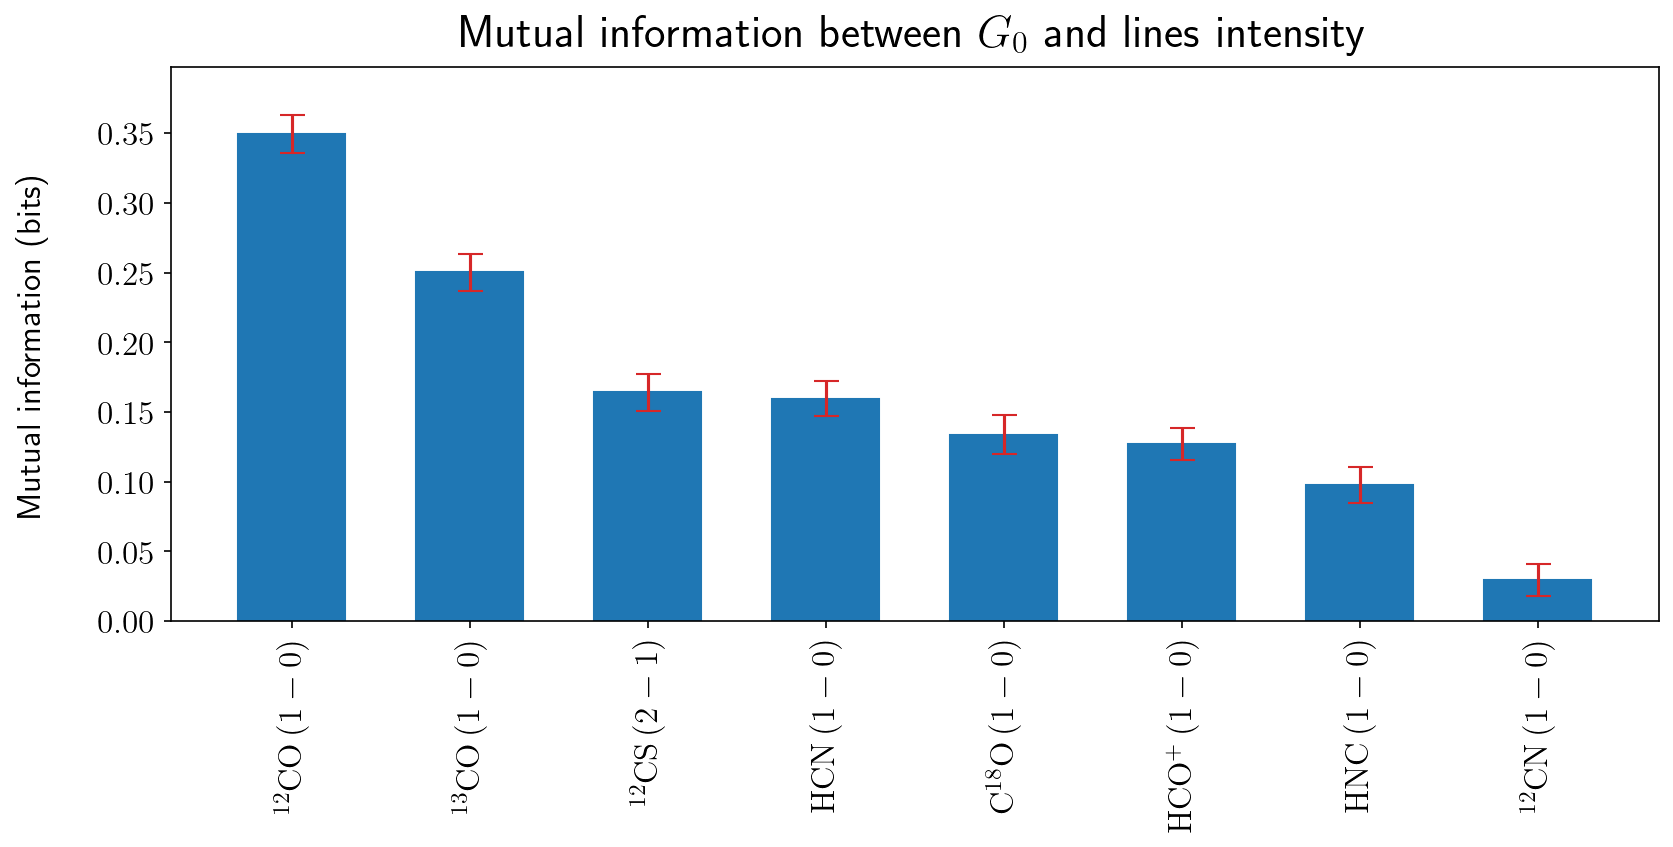 Mutual information between G₀ and lines intensity
Mutual information (bits)
0.35
0.30
0.25
0.20
0.15
0.10
0.05
0.00
¹²CO (1 − 0)
¹³CO (1 − 0)
¹²CS (2 − 1)
HCN (1 − 0)
C¹⁸O (1 − 0)
HCO⁺ (1 − 0)
HNC (1 − 0)
¹²CN (1 − 0)